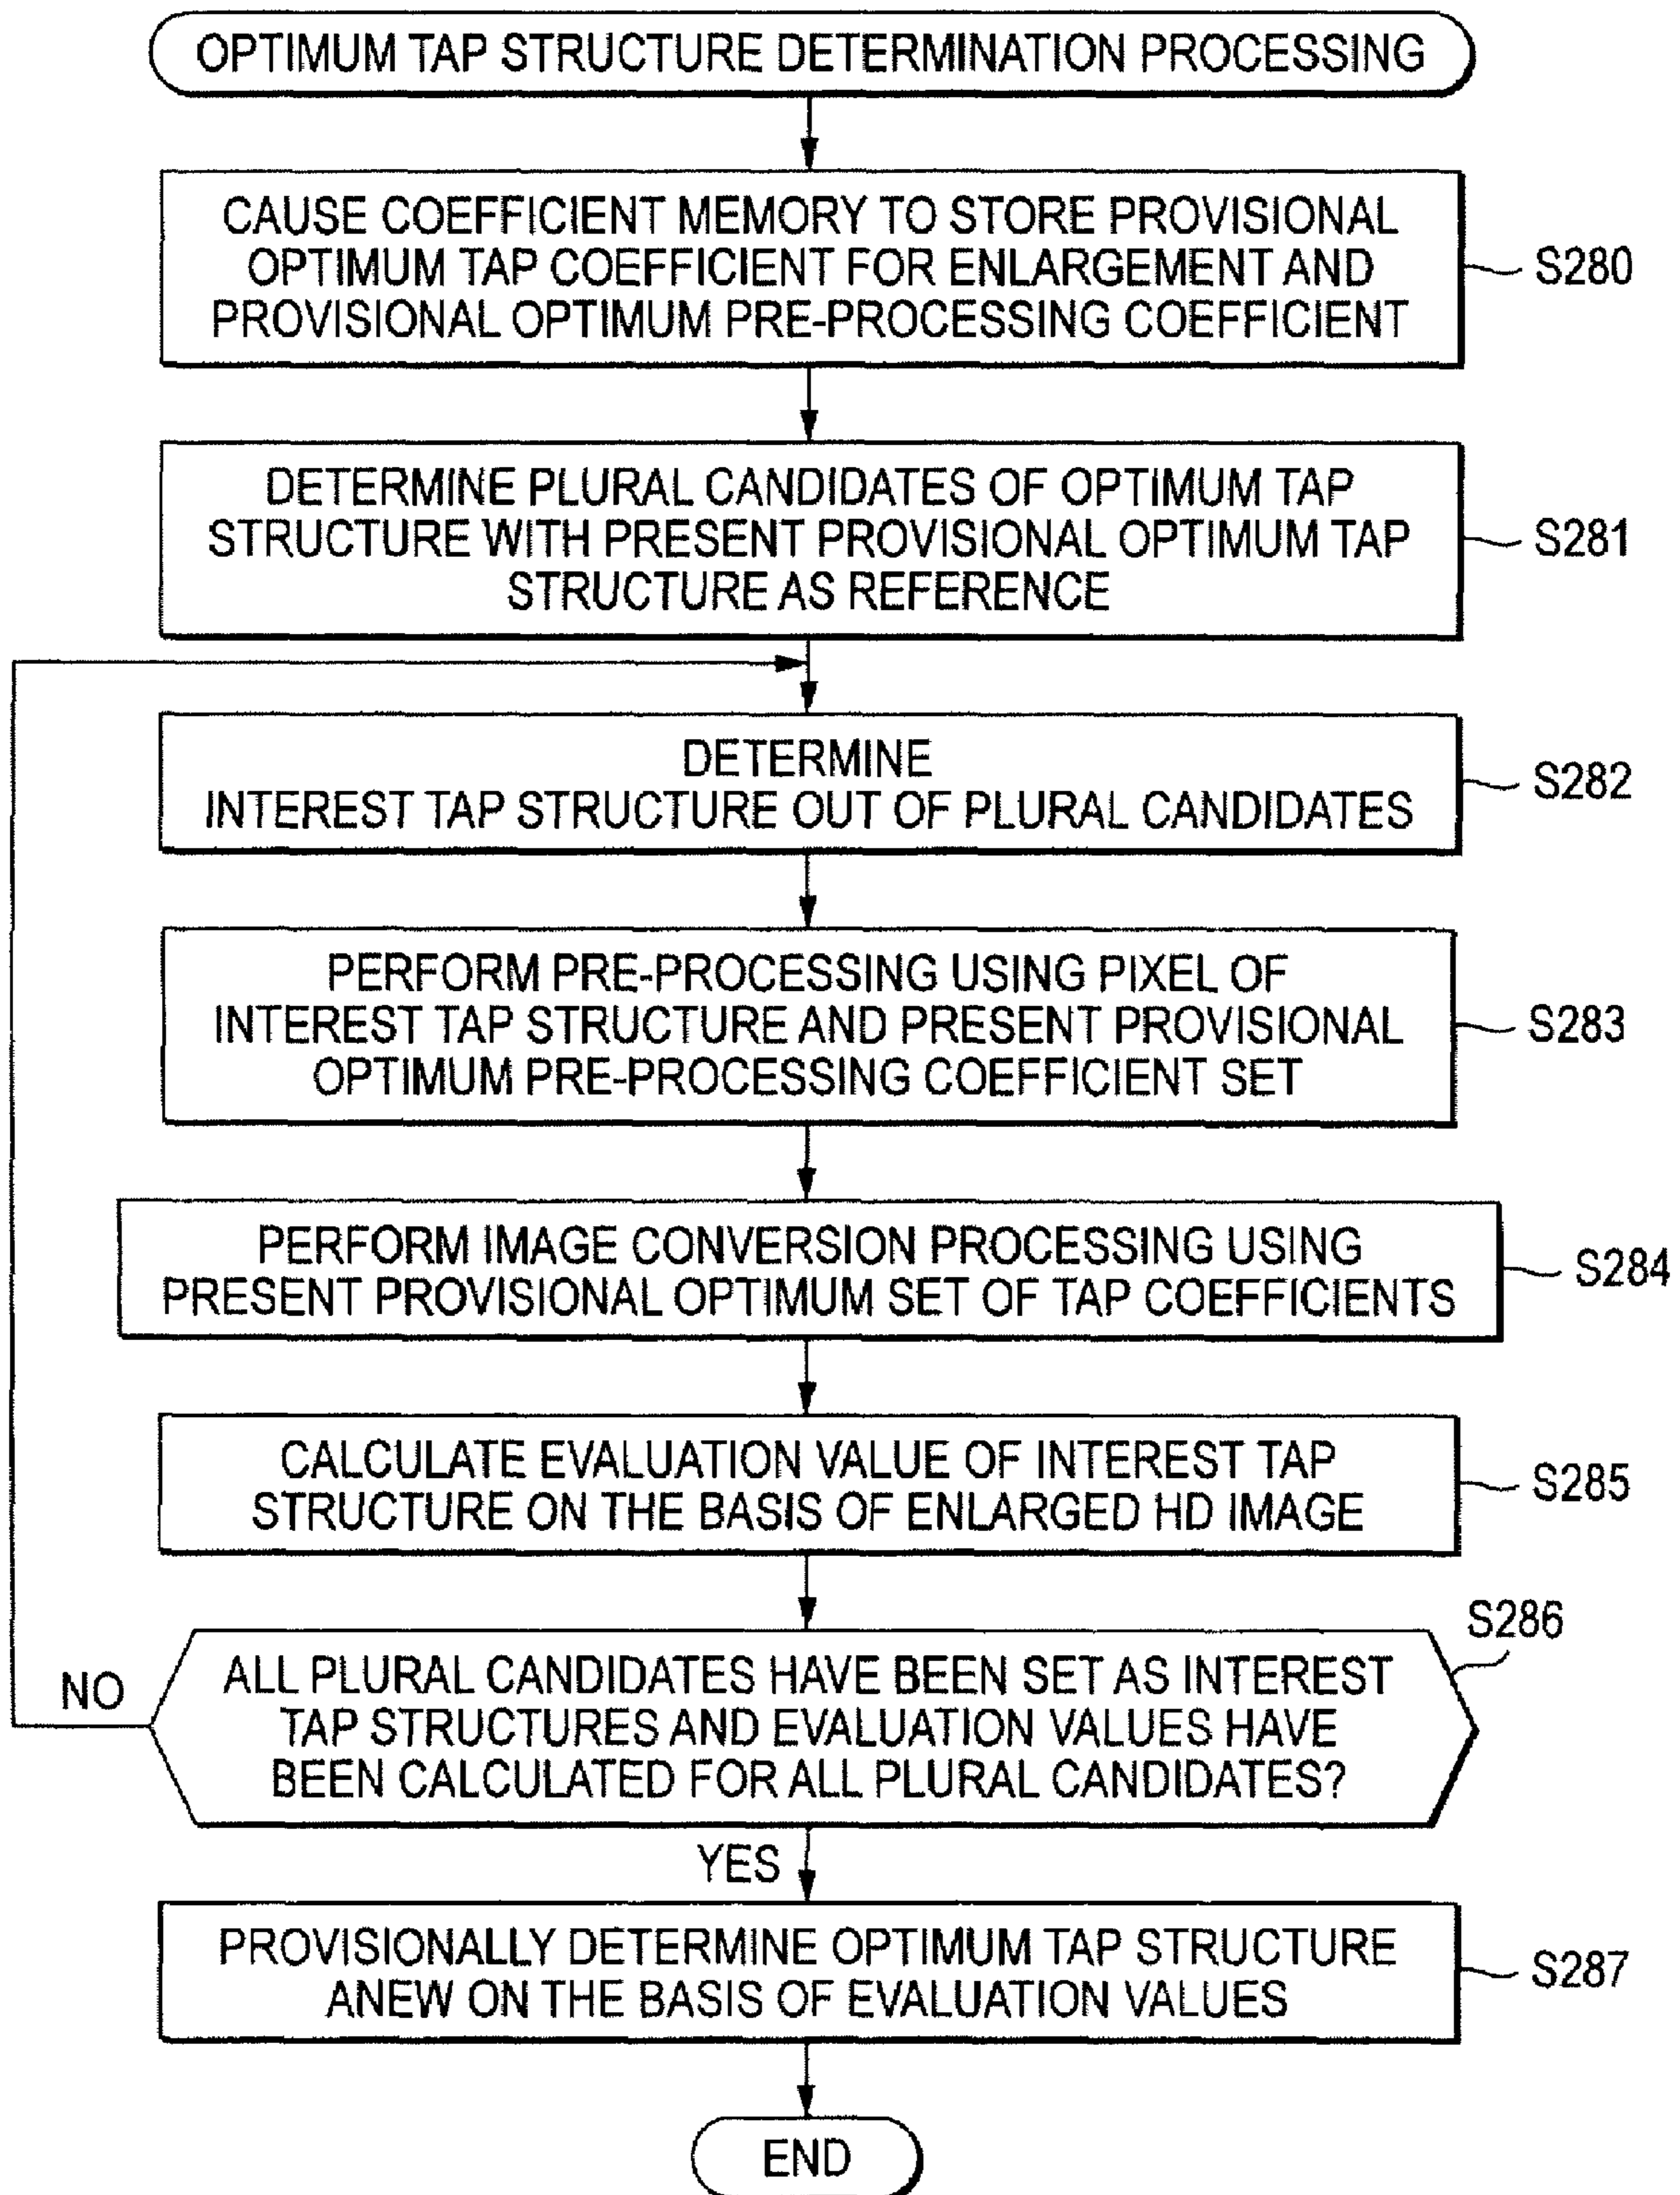 OPTIMUM TAP STRUCTURE DETERMINATION PROCESSING
CAUSE COEFFICIENT MEMORY TO STORE PROVISIONAL
OPTIMUM TAP COEFFICIENT FOR ENLARGEMENT AND
PROVISIONAL OPTIMUM PRE-PROCESSING COEFFICIENT
S280
DETERMINE PLURAL CANDIDATES OF OPTIMUM TAP
STRUCTURE WITH PRESENT PROVISIONAL OPTIMUM TAP
STRUCTURE AS REFERENCE
S281
DETERMINE
INTEREST TAP STRUCTURE OUT OF PLURAL CANDIDATES
S282
PERFORM PRE-PROCESSING USING PIXEL OF
INTEREST TAP STRUCTURE AND PRESENT PROVISIONAL
OPTIMUM PRE-PROCESSING COEFFICIENT SET
S283
PERFORM IMAGE CONVERSION PROCESSING USING
PRESENT PROVISIONAL OPTIMUM SET OF TAP COEFFICIENTS
S284
CALCULATE EVALUATION VALUE OF INTEREST TAP
STRUCTURE ON THE BASIS OF ENLARGED HD IMAGE
S285
S286
ALL PLURAL CANDIDATES HAVE BEEN SET AS INTEREST
TAP STRUCTURES AND EVALUATION VALUES HAVE
BEEN CALCULATED FOR ALL PLURAL CANDIDATES?
NO
YES
PROVISIONALLY DETERMINE OPTIMUM TAP STRUCTURE
ANEW ON THE BASIS OF EVALUATION VALUES
S287
END